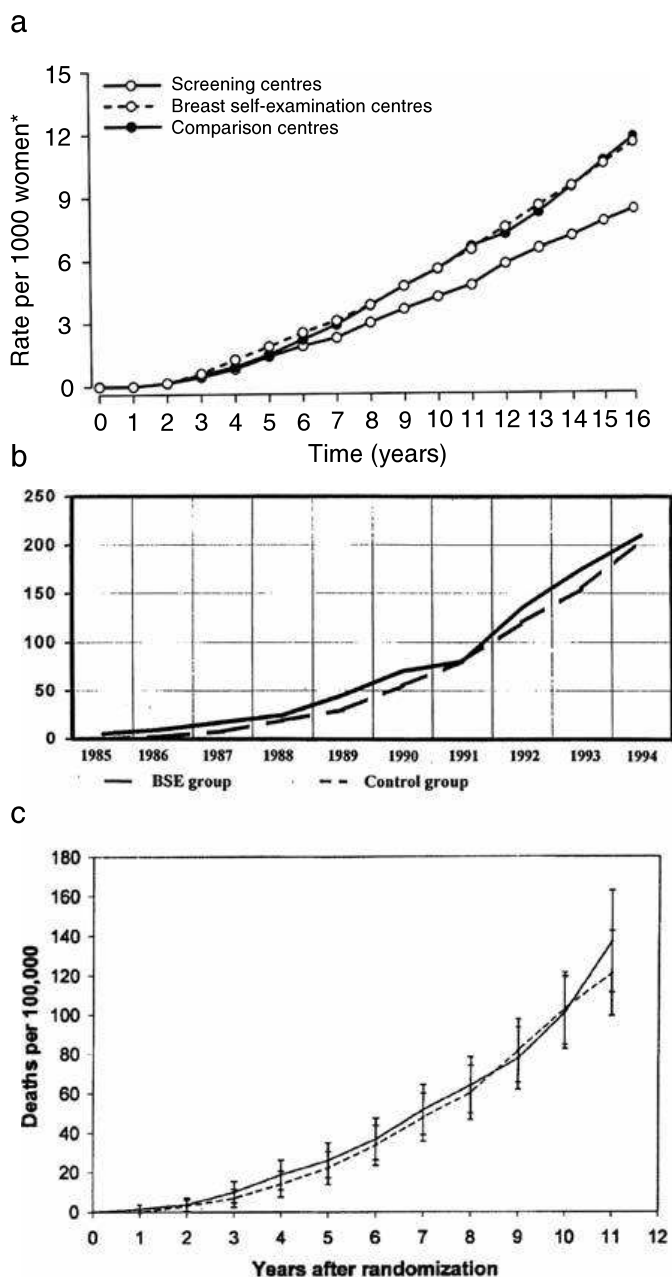 a
15
12
9
6
3
0
Rate per 1000 women*
Screening centres
Breast self-examination centres
Comparison centres
0 1 2 3 4 5 6 7 8 9 10 11 12 13 14 15 16
Time (years)
b
250
200
150
100
50
0
1985 1986 1987 1988 1989 1990 1991 1992 1993 1994
BSE group Control group
c
180
160
140
120
100
80
60
40
20
0
Deaths per 100,000
0 1 2 3 4 5 6 7 8 9 10 11 12
Years after randomization